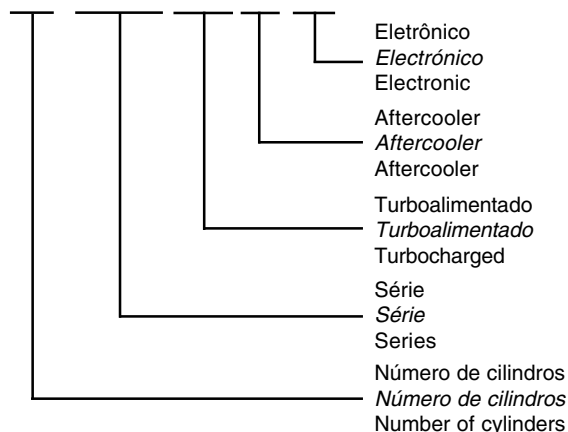 Eletrônico
Electrónico
Electronic
Aftercooler
Aftercooler
Aftercooler
Turboalimentado
Turboalimentado
Turbocharged
Série
Série
Series
Número de cilindros
Número de cilindros
Number of cylinders